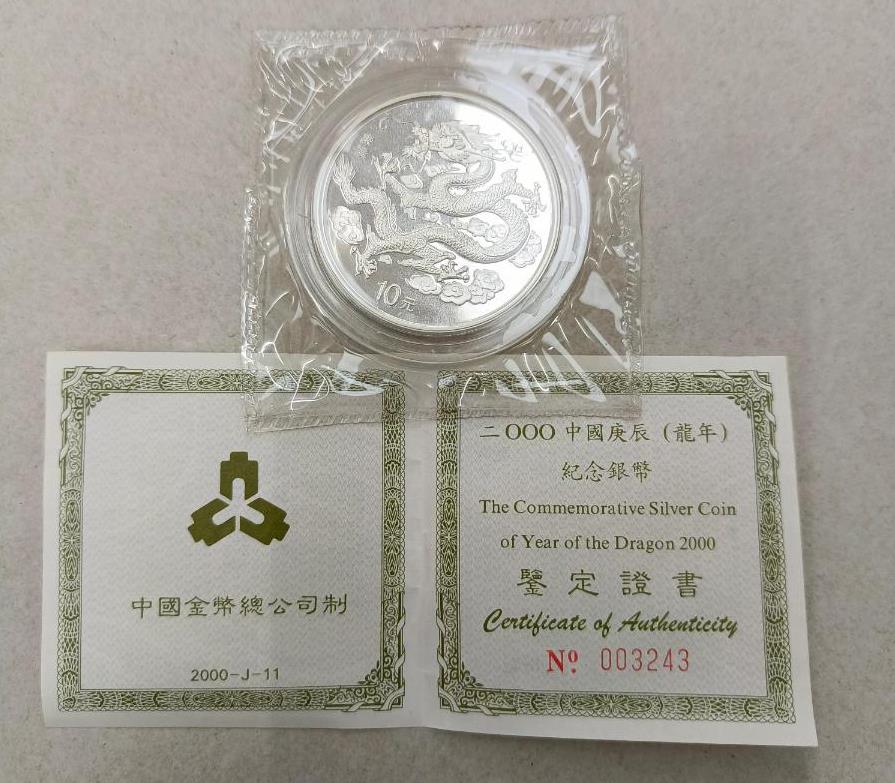 10元
中國金幣總公司制
2000-J-11
二OOO中國庚辰（龍年）
紀念銀幣
The Commemorative Silver Coin
of Year of the Dragon 2000
鑒定證書
Certificate of Authenticity
Nº 003243